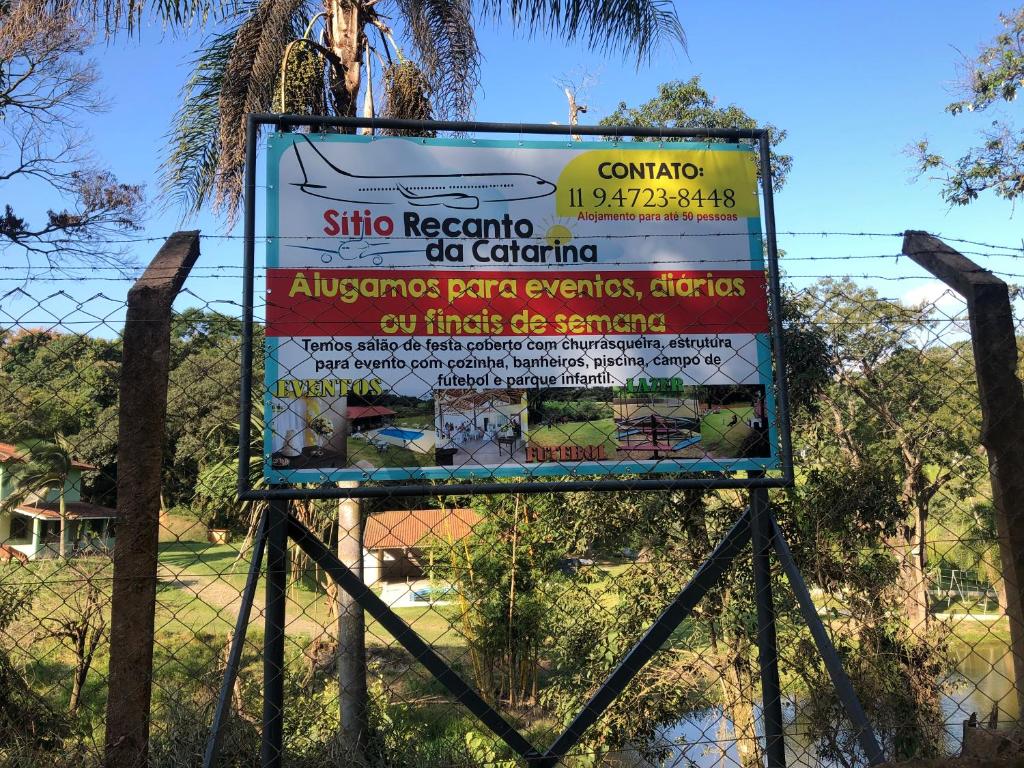 CONTATO:
11 9.4723-8448
Alojamento para até 50 pessoas
Sítio Recanto
da Catarina
Alugamos para eventos, diárias
ou finais de semana
Temos salão de festa coberto com churrasqueira, estrutura
para evento com cozinha, banheiros, piscina, campo de
futebol e parque infantil.
EVENTOS
LAZER
FUTEBOL